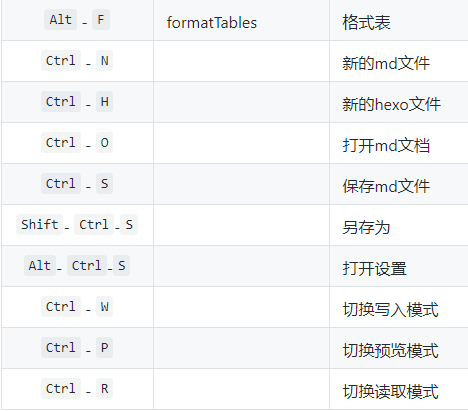 Alt - F formatTables 格式表
Ctrl - N 新的md文件
Ctrl - H 新的hexo文件
Ctrl - O 打开md文档
Ctrl - S 保存md文件
Shift - Ctrl - S 另存为
Alt - Ctrl - S 打开设置
Ctrl - W 切换写入模式
Ctrl - P 切换预览模式
Ctrl - R 切换读取模式